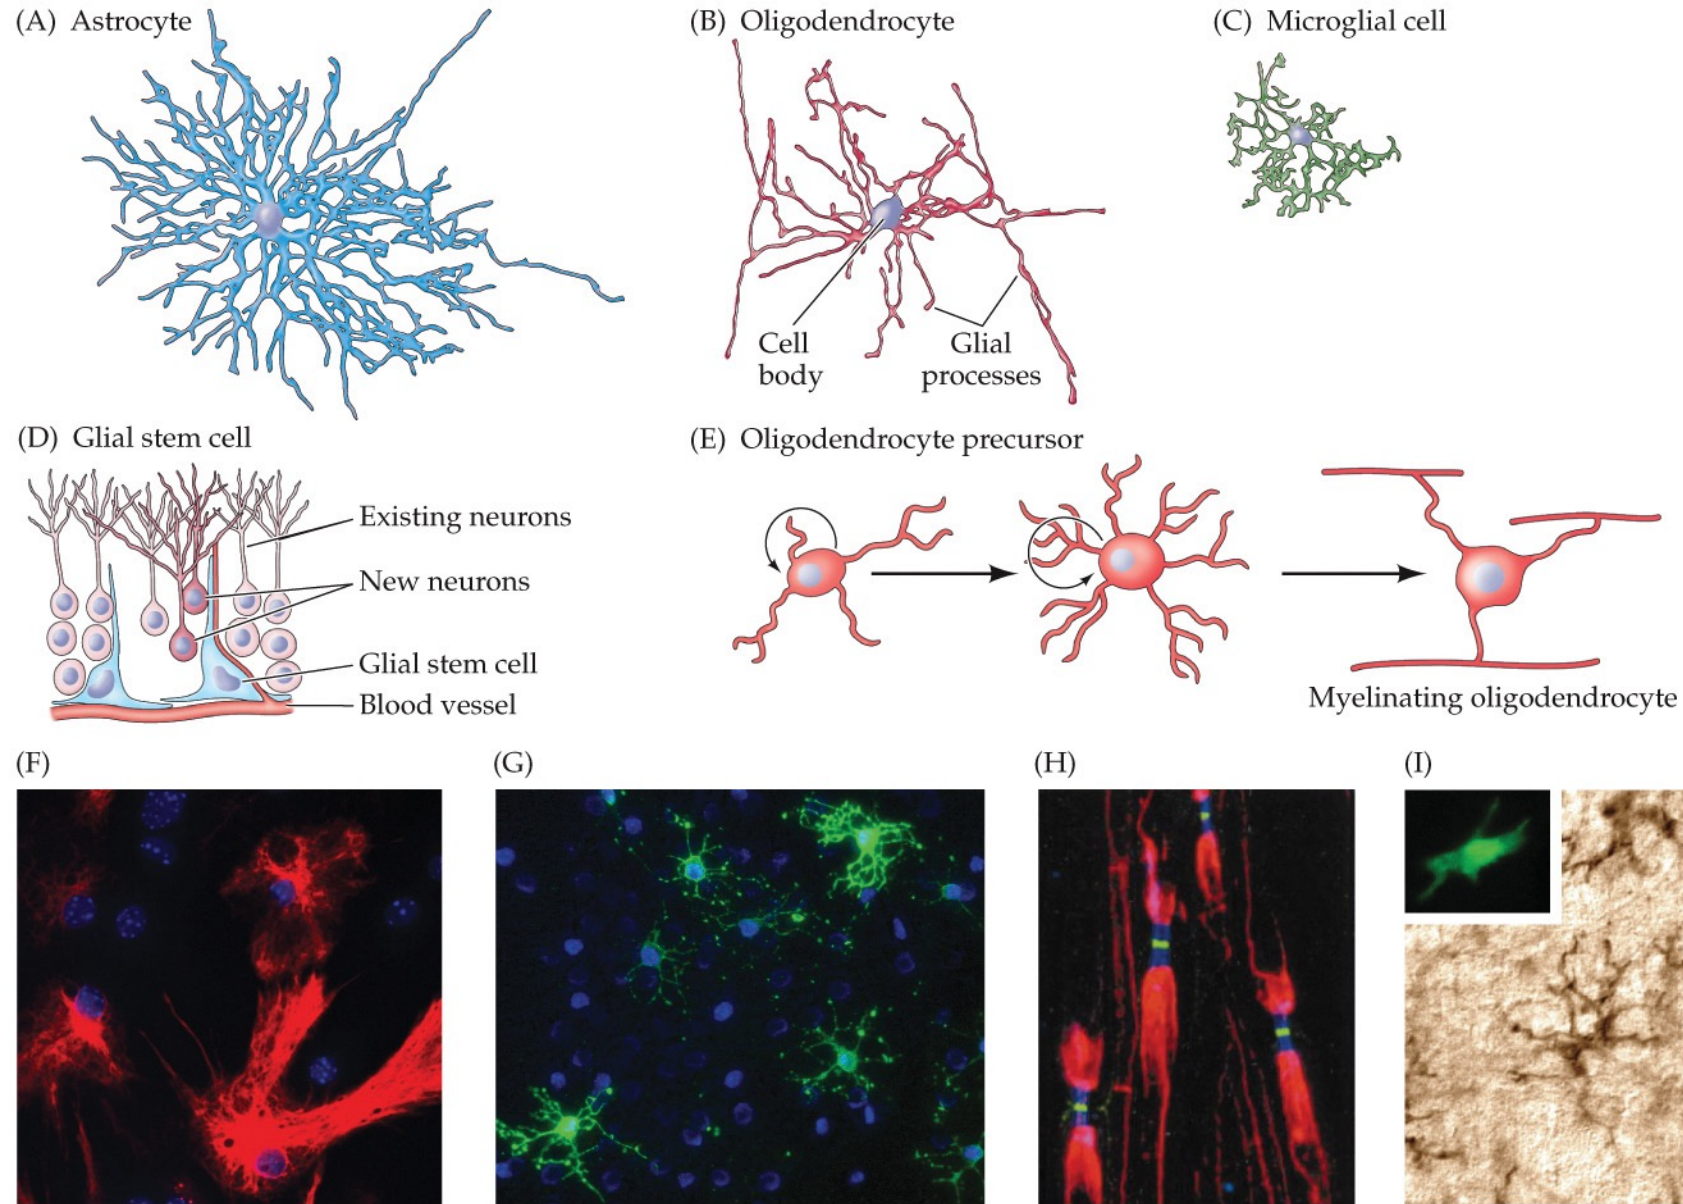 (A) Astrocyte
(B) Oligodendrocyte
(C) Microglial cell
Cell
body
Glial
processes
(D) Glial stem cell
Existing neurons
New neurons
Glial stem cell
Blood vessel
(E) Oligodendrocyte precursor
Myelinating oligodendrocyte
(F)
(G)
(H)
(I)